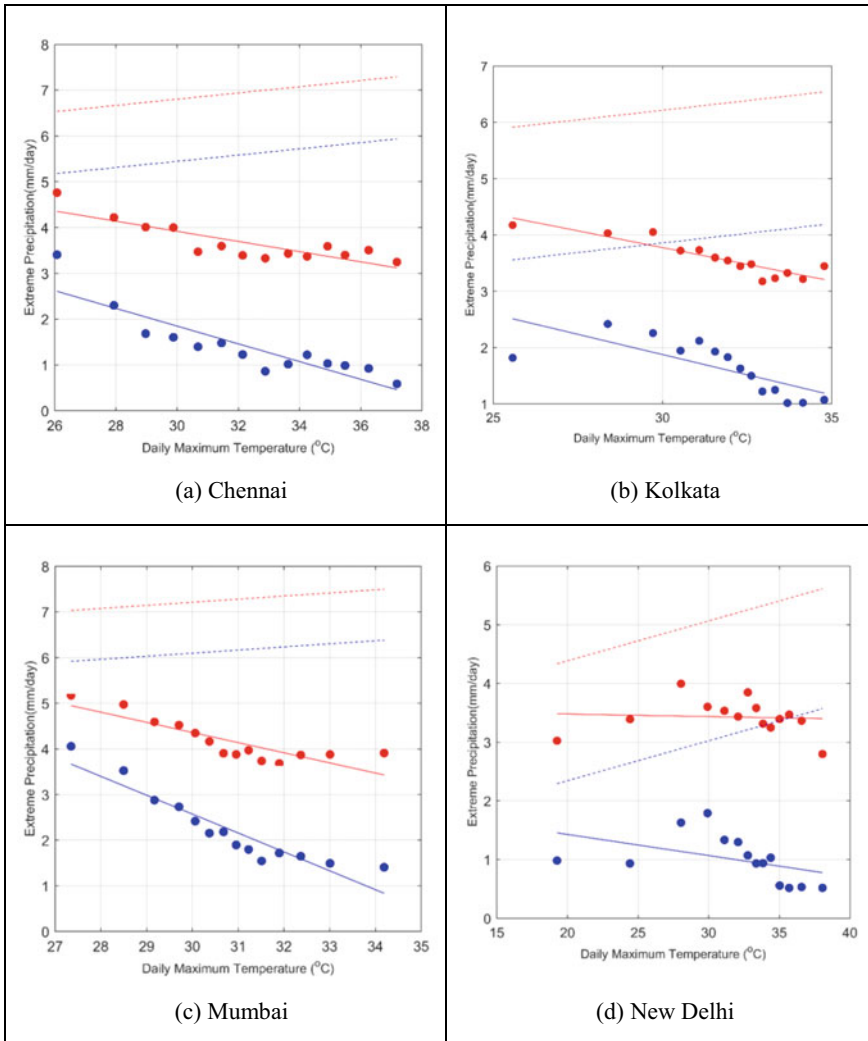 8
7
6
5
4
3
2
1
0
Extreme Precipitation(mm/day)
26 28 30 32 34 36 38
Daily Maximum Temperature (°C)
(a) Chennai
7
6
5
4
3
2
1
Extreme Precipitation(mm/day)
25 30 35
Daily Maximum Temperature (°C)
(b) Kolkata
8
7
6
5
4
3
2
1
0
Extreme Precipitation(mm/day)
27 28 29 30 31 32 33 34 35
Daily Maximum Temperature (°C)
(c) Mumbai
6
5
4
3
2
1
0
Extreme Precipitation(mm/day)
15 20 25 30 35 40
Daily Maximum Temperature (°C)
(d) New Delhi